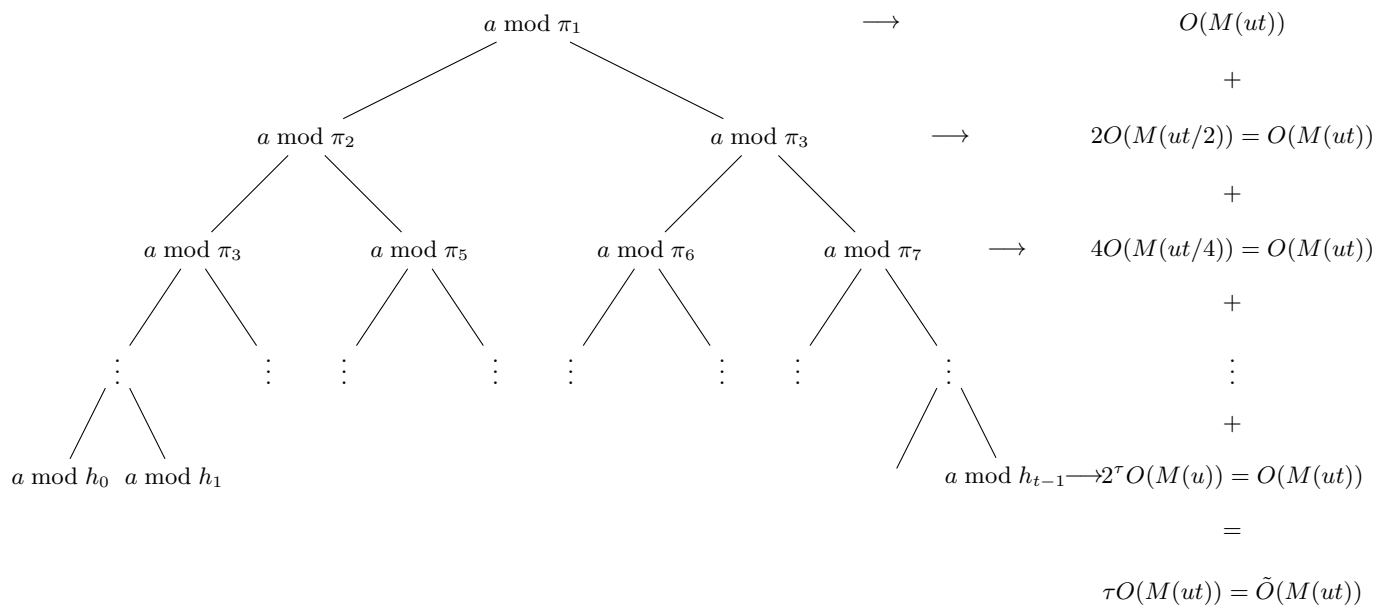 a mod π₁ ⟶ O(M(ut))
+
a mod π₂ a mod π₃ ⟶ 2O(M(ut/2)) = O(M(ut))
+
a mod π₃ a mod π₅ a mod π₆ a mod π₇ ⟶ 4O(M(ut/4)) = O(M(ut))
+
⋮ ⋮ ⋮ ⋮ ⋮ ⋮ ⋮ ⋮ ⋮
+
a mod h₀ a mod h₁ a mod hₜ₋₁ ⟶ 2^τ O(M(u)) = O(M(ut))
=
τO(M(ut)) = Õ(M(ut))